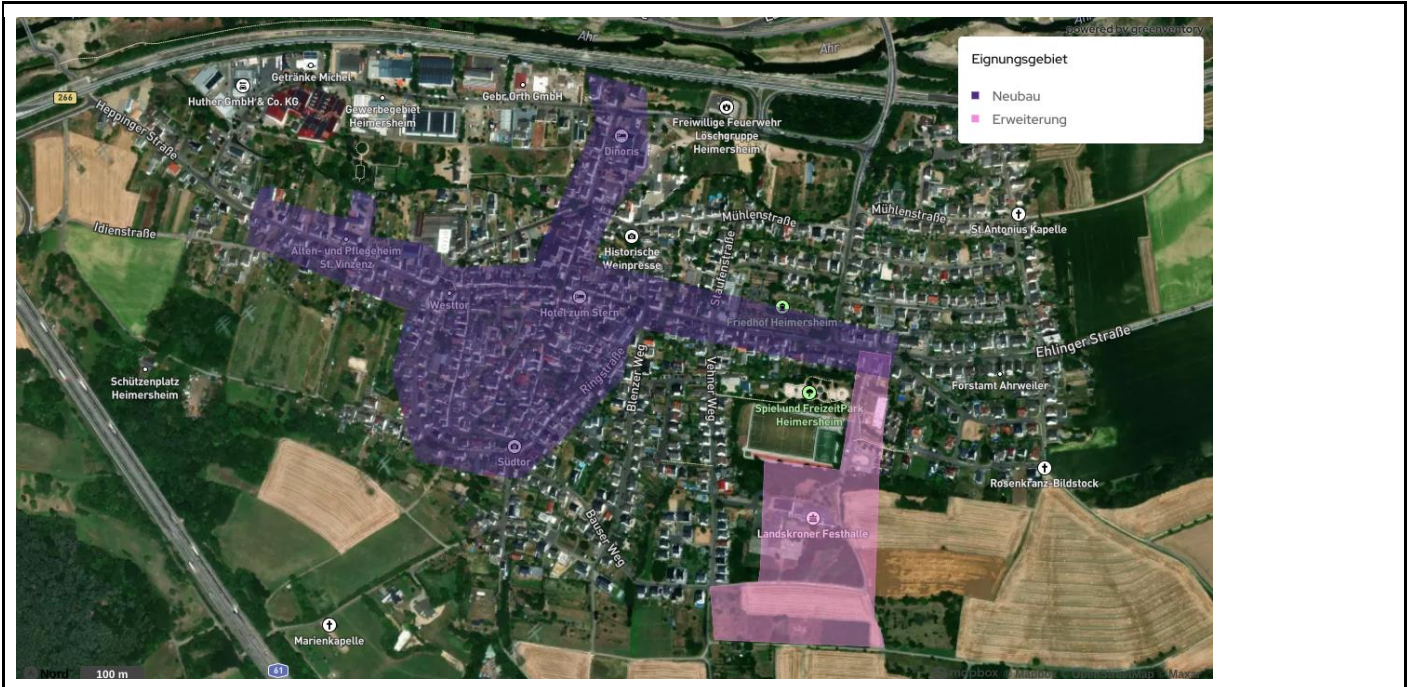 Ahr
Ahr
powered by greenventory
Eignungsgebiet
Neubau
Erweiterung
Getränke Michel
266
Huther GmbH & Co. KG
Gebr.Orth GmbH
Gewerbegebiet
Heimersheim
Heppinger Straße
Freiwillige Feuerwehr
Löschgruppe
Heimersheim
Dinoris
Mühlenstraße
Mühlenstraße
St.Antonius Kapelle
Idienstraße
Alten- und Pflegeheim
St. Vinzenz
Historische
Weinpresse
Staufenstraße
Westtor
Hotel zum Stern
Friedhof Heimersheim
Ehlinger Straße
Ringstraße
Blenzer Weg
Vehner Weg
Schützenplatz
Heimersheim
Forstamt Ahrweiler
Spiel und FreizeitPark
Heimersheim
Südtor
Rosenkranz-Bildstock
Bauser Weg
Landskroner Festhalle
Marienkapelle
61
Nord
100 m
mapbox © Mapbox © OpenStreetMap © Maxar